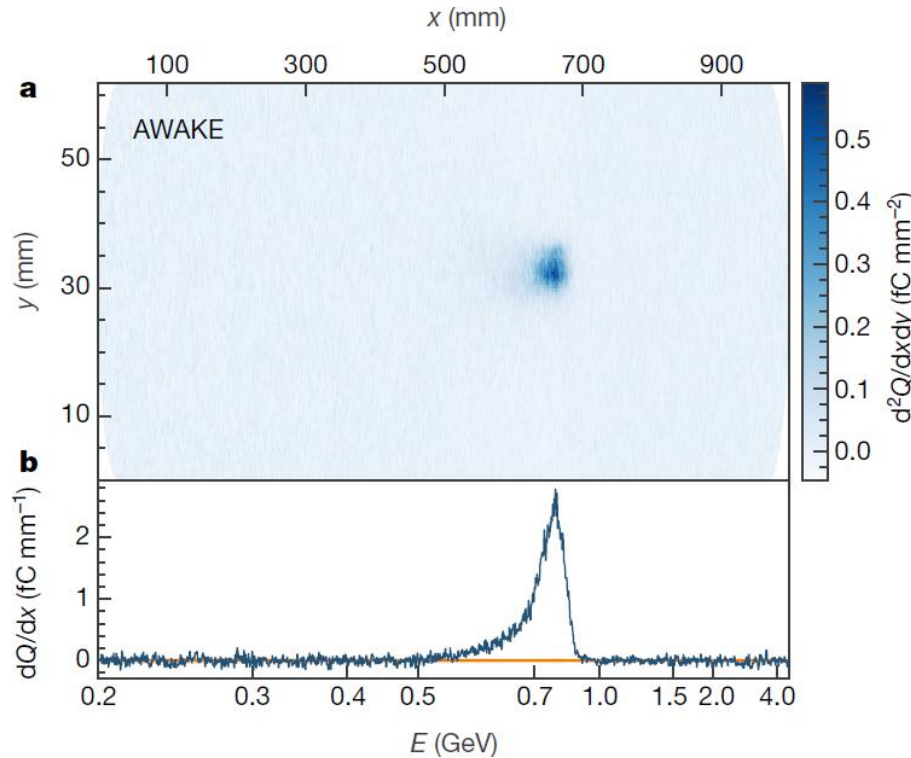 x (mm)
100 300 500 700 900
a
AWAKE
50
30
10
y (mm)
0.5
0.4
0.3
0.2
0.1
0.0
d²Q/dxdy (fC mm⁻²)
b
2
1
0
dQ/dx (fC mm⁻¹)
0.2 0.3 0.4 0.5 0.7 1.0 1.5 2.0 4.0
E (GeV)